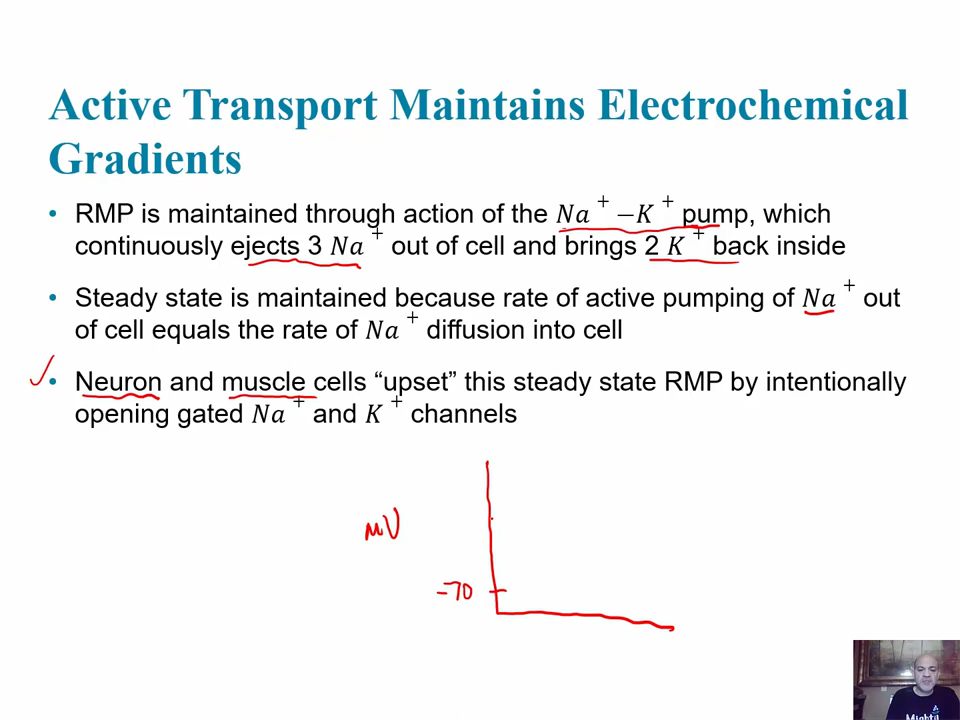 Active Transport Maintains Electrochemical
Gradients
• RMP is maintained through action of the Na⁺ –K⁺ pump, which
continuously ejects 3 Na⁺ out of cell and brings 2 K⁺ back inside
• Steady state is maintained because rate of active pumping of Na⁺ out
of cell equals the rate of Na⁺ diffusion into cell
• Neuron and muscle cells “upset” this steady state RMP by intentionally
opening gated Na⁺ and K⁺ channels
mV
-70
Mighty